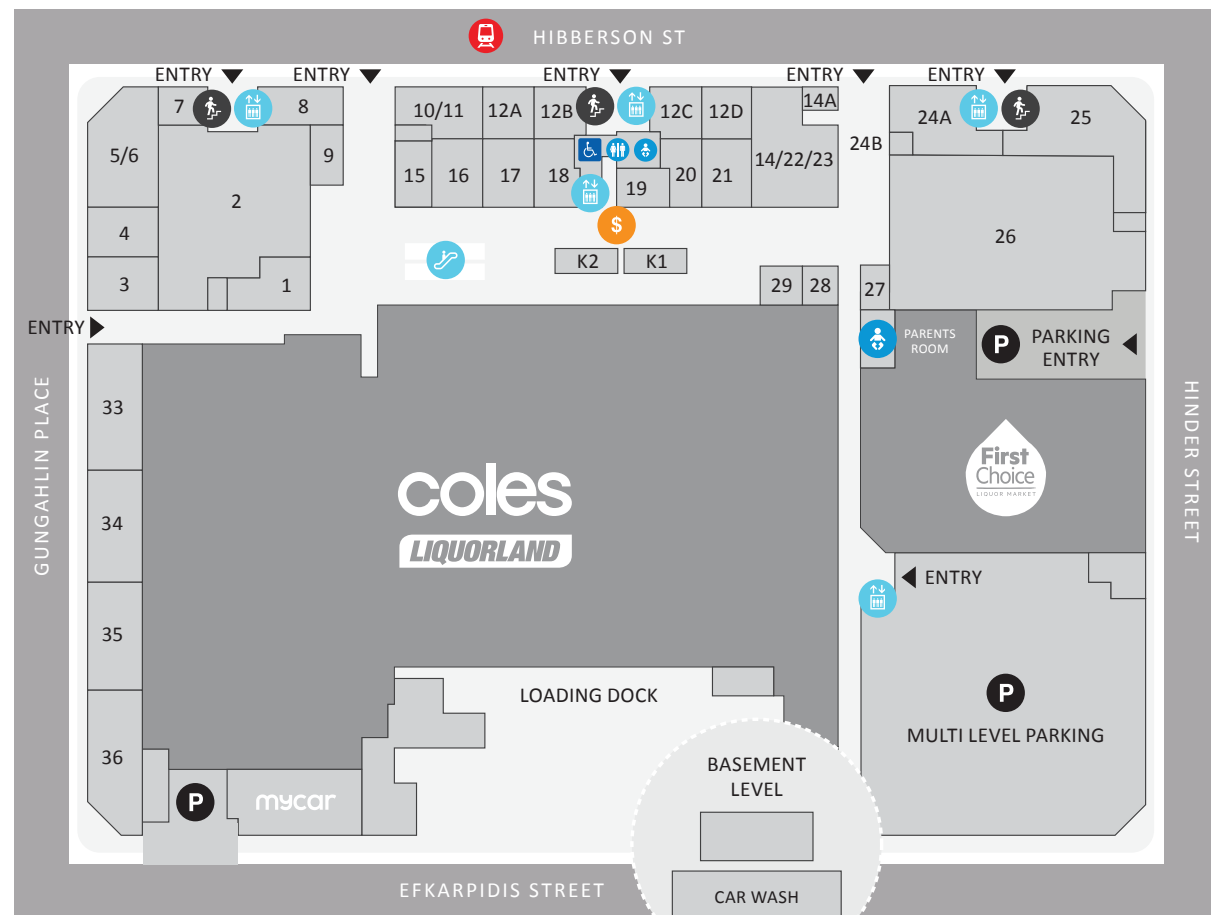 HIBBERSON ST
ENTRY
ENTRY
ENTRY
ENTRY
ENTRY
7
8
10/11
12A
12B
12C
12D
14A
24A
25
5/6
9
24B
15
16
17
18
19
20
21
14/22/23
2
4
26
$
K2
K1
3
1
29
28
27
ENTRY
PARENTS
ROOM
P
PARKING
ENTRY
GUNGAHLIN PLACE
HINDER STREET
33
First
Choice
LIQUOR MARKET
coles
LIQUORLAND
34
ENTRY
35
LOADING DOCK
P
MULTI LEVEL PARKING
36
BASEMENT
LEVEL
P
mycar
EFKARPIDIS STREET
CAR WASH